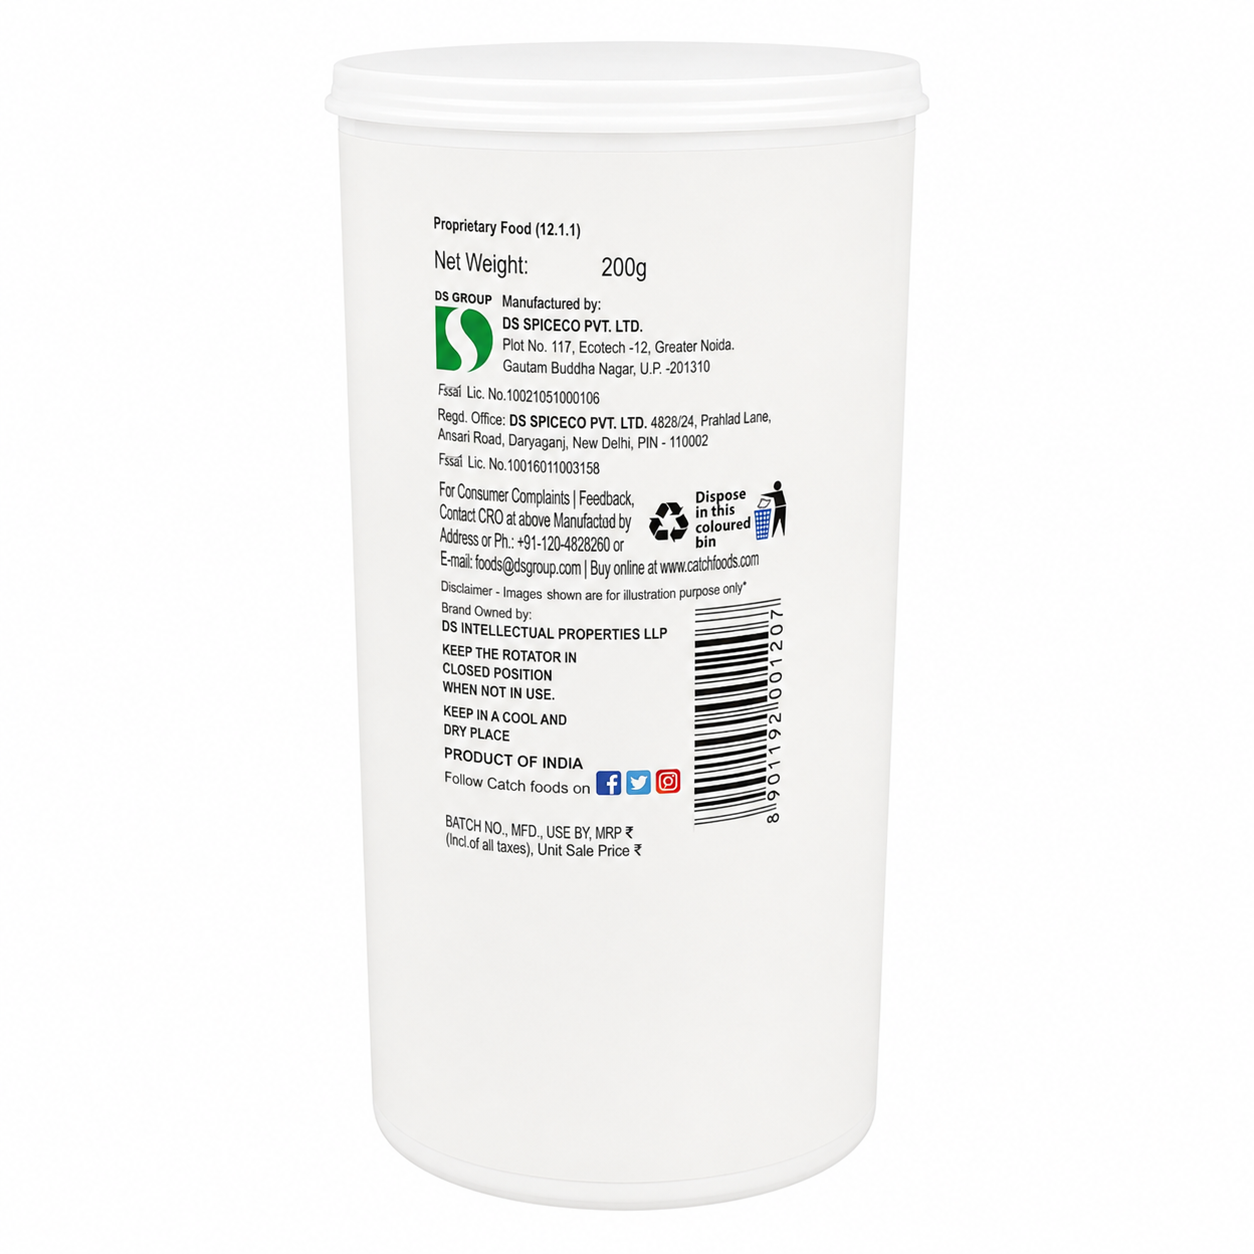 Proprietary Food (12.1.1)
Net Weight: 200g
DS GROUP
Manufactured by:
DS SPICECO PVT. LTD.
Plot No. 117, Ecotech -12, Greater Noida.
Gautam Buddha Nagar, U.P. -201310
Fssai Lic. No.10021051000106
Regd. Office: DS SPICECO PVT. LTD. 4828/24, Prahlad Lane,
Ansari Road, Daryaganj, New Delhi, PIN - 110002
Fssai Lic. No.10016011003158
For Consumer Complaints | Feedback,
Contact CRO at above Manufactod by
Address or Ph.: +91-120-4828260 or
E-mail: foods@dsgroup.com | Buy online at www.catchfoods.com
Dispose
in this
coloured
bin
Disclaimer - Images shown are for illustration purpose only*
Brand Owned by:
DS INTELLECTUAL PROPERTIES LLP
KEEP THE ROTATOR IN
CLOSED POSITION
WHEN NOT IN USE.
KEEP IN A COOL AND
DRY PLACE
PRODUCT OF INDIA
Follow Catch foods on
8 901192 001207
BATCH NO., MFD., USE BY, MRP ₹
(Incl.of all taxes), Unit Sale Price ₹